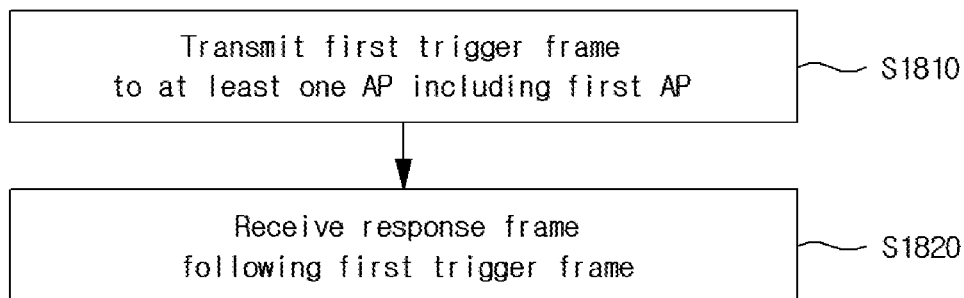 Transmit first trigger frame
to at least one AP including first AP
S1810
Receive response frame
following first trigger frame
S1820